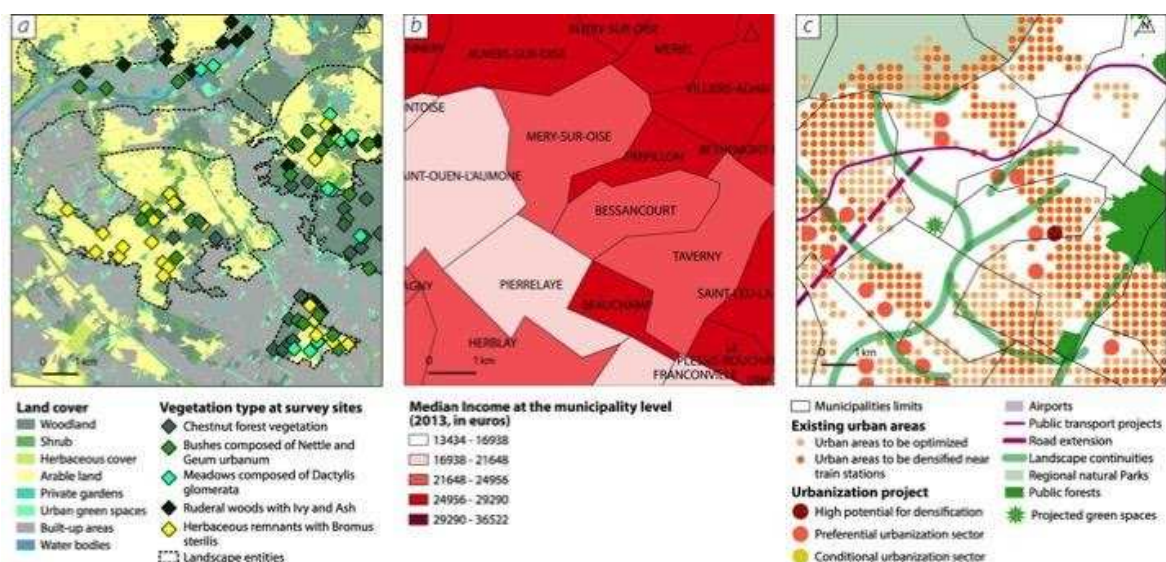 a
N
0 1 km
b
MERIEL
AUVERS-SUR-OISE
MERY-SUR-OISE
BESSANCOURT
TAVERNY
PIERRELAYE
BEAUCHAMP
HERBLAY
FRANCONVILLE
0 1 km
c
N
0 1 km
Land cover
Woodland
Shrub
Herbaceous cover
Arable land
Private gardens
Urban green spaces
Built-up areas
Water bodies
Vegetation type at survey sites
Chestnut forest vegetation
Bushes composed of Nettle and
Geum urbanum
Meadows composed of Dactylis
glomerata
Ruderal woods with Ivy and Ash
Herbaceous remnants with Bromus
sterilis
Landscape entities
Median Income at the municipality level
(2013, in euros)
13434 - 16938
16938 - 21648
21648 - 24956
24956 - 29290
29290 - 36522
Municipalities limits
Existing urban areas
Urban areas to be optimized
Urban areas to be densified near
train stations
Urbanization project
High potential for densification
Preferential urbanization sector
Conditional urbanization sector
Airports
Public transport projects
Road extension
Landscape continuities
Regional natural Parks
Public forests
Projected green spaces